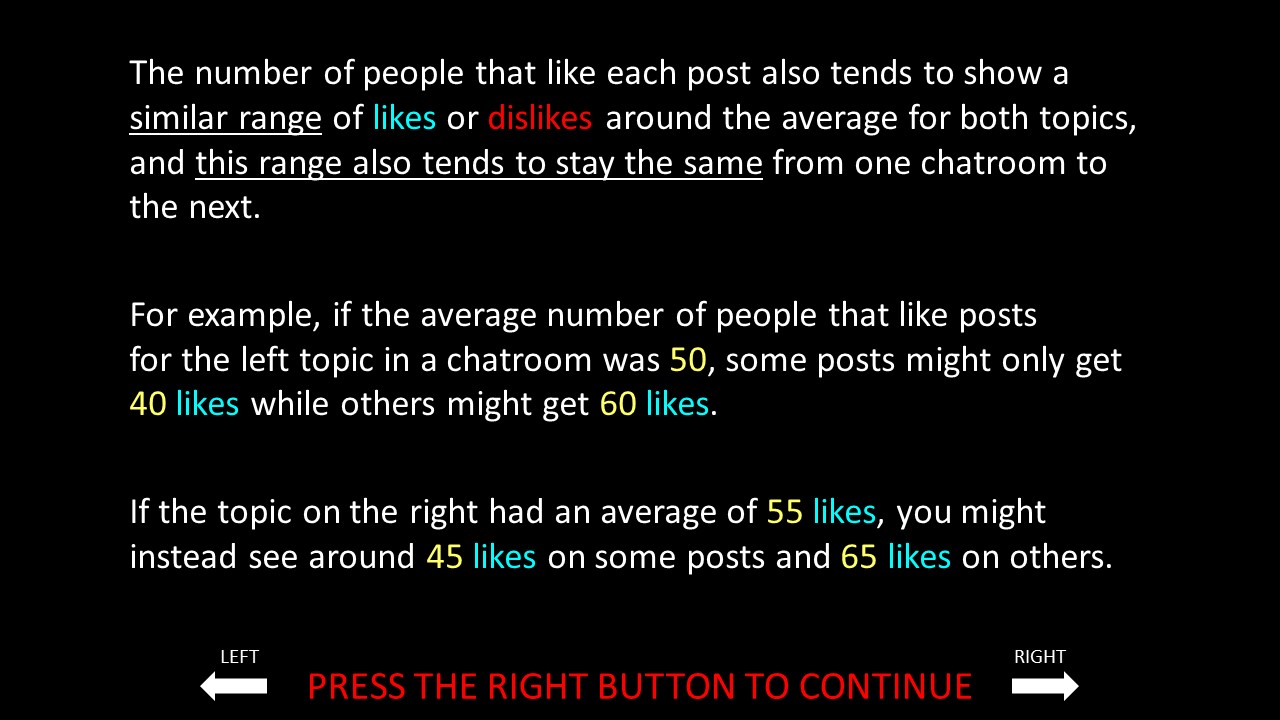 The number of people that like each post also tends to show a
similar range of likes or dislikes around the average for both topics,
and this range also tends to stay the same from one chatroom to
the next.
For example, if the average number of people that like posts
for the left topic in a chatroom was 50, some posts might only get
40 likes while others might get 60 likes.
If the topic on the right had an average of 55 likes, you might
instead see around 45 likes on some posts and 65 likes on others.
LEFT
RIGHT
PRESS THE RIGHT BUTTON TO CONTINUE